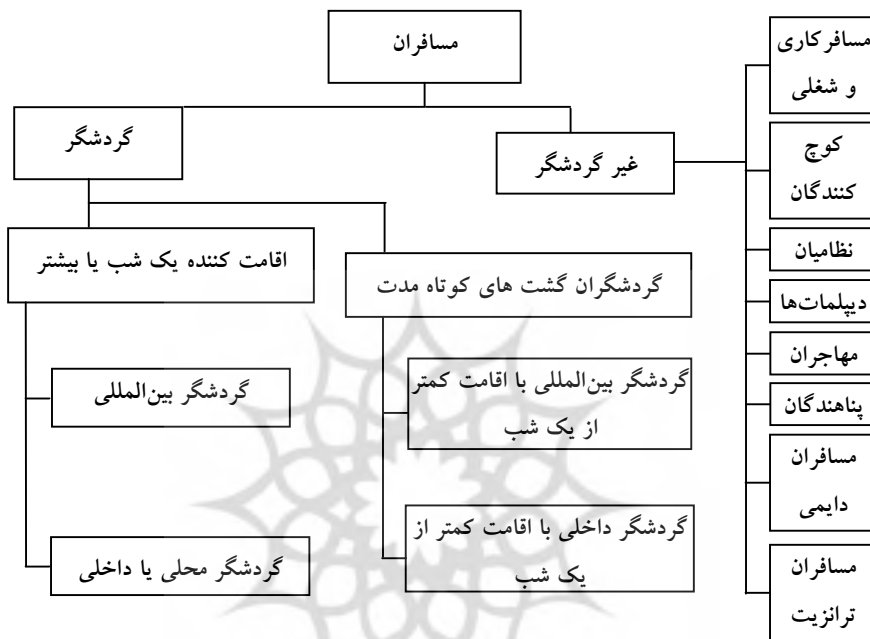 مسافران
گردشگر
غیر گردشگر
مسافرکاری
و شغلی
کوچ
کنندگان
نظامیان
دیپلمات‌ها
مهاجران
پناهندگان
مسافران
دایمی
مسافران
ترانزیت
گردشگران گشت های کوتاه مدت
گردشگر بین‌المللی با اقامت کمتر
از یک شب
گردشگر داخلی با اقامت کمتر از
یک شب
اقامت کننده یک شب یا بیشتر
گردشگر بین‌المللی
گردشگر محلی یا داخلی